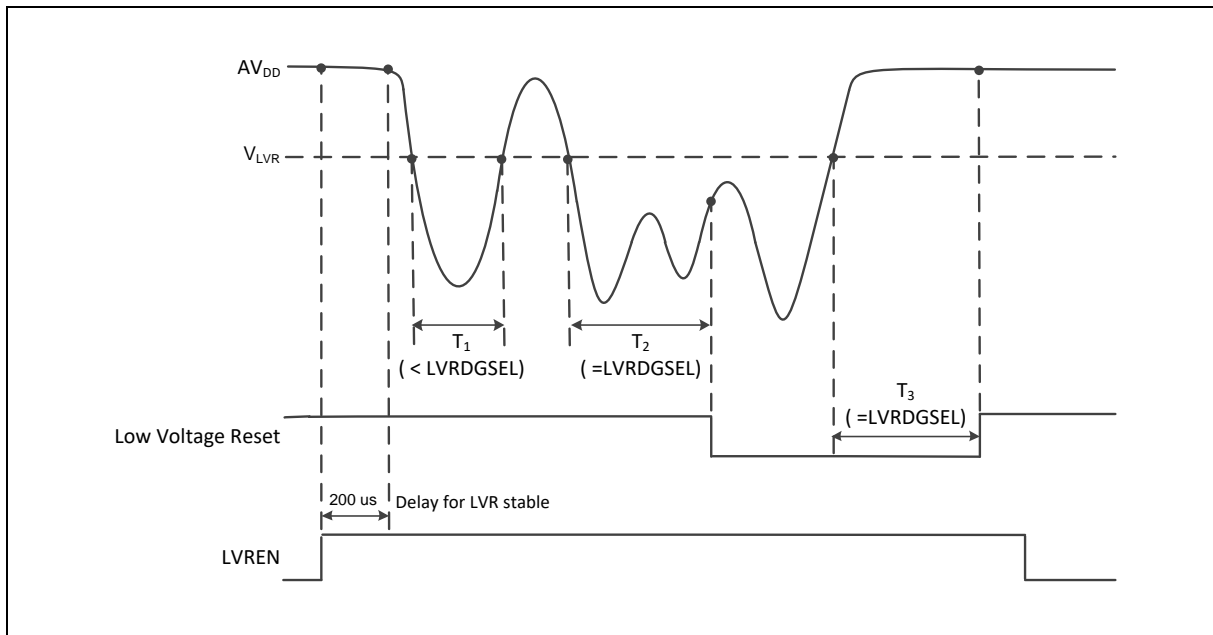 AVDD
VLVR
T1
( < LVRDGSEL)
T2
( =LVRDGSEL)
T3
( =LVRDGSEL)
Low Voltage Reset
200 us
Delay for LVR stable
LVREN